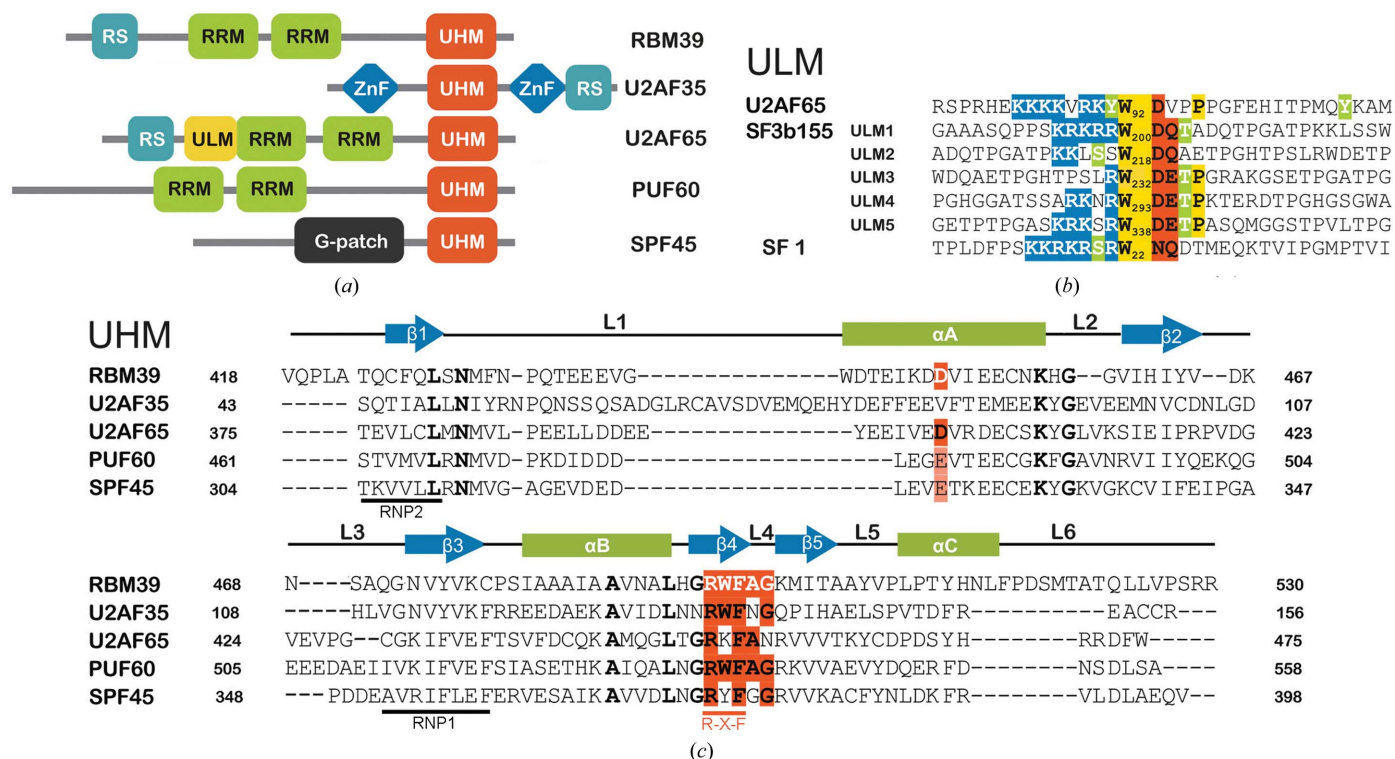 RS RRM RRM UHM RBM39
ZnF UHM ZnF RS U2AF35
RS ULM RRM RRM UHM U2AF65
RRM RRM UHM PUF60
G-patch UHM SPF45
(a)
ULM
U2AF65 RSPRHEKKKKVRKYW92DVPPPGFEHITPMQYKAM
SF3b155 ULM1 GAAASQPPSKRKRRW200DQTADQTPGATPKKLSSW
ULM2 ADQTPGATPKKLSSW218DQAETPGHTPSLRWDETP
ULM3 WDQAETPGHTPSLRW232DETPGRAKGSETPGATPG
ULM4 PGHGGATSSARKNRW293DETPKTERDTPGHGSGWA
ULM5 GETPTPGASKRKSRW338DETPASQMGGSTPVLTPG
SF 1 TPLDFPSKKRKRSRW22NQDTMEQKTVIPGMPTVI
(b)
UHM
β1 L1 αA L2 β2
RBM39 418 VQPLA TQCFQLSNMFN-PQTEEEVG---------------WDTEIKDDVIEECNKHG--GVIHIYV--DK 467
U2AF35 43 -----SQTIALLNIYRNPQNSSQSADGLRCAVSDVEMQEHYDEFFEEVFTEMEEKYGEVEEMNVCDNLGD 107
U2AF65 375 -----TEVLCLMNMVL-PEELLDDEE---------------YEEIVEDVRDECSKYGLVKSIEIPRPVDG 423
PUF60 461 -----STVMVLRNMVD-PKDIDDD--------------------LEGEVTEECGKFGAVNRVIIYQEKQG 504
SPF45 304 -----TKVVLLRNMVG-AGEVDED--------------------LEVETKEECEKYGKVGKCVIFEIPGA 347
RNP2
L3 β3 αB β4 L4 β5 L5 αC L6
RBM39 468 N----SAQGNVYVKCPSIAAAIAAVNALHGRWFAGKMITAAYVPLPTYHNLFPDSMTATQLLVPSRR 530
U2AF35 108 -----HLVGNVYVKFRREEDAEKAVIDLNNRWFNGQPIHAELSPVTDFR---------EACCR---- 156
U2AF65 424 VEVPG--CGKIFVEFTSVFDCQKAMQGLTGRKFANRVVVTKYCDPDSYH--------RRDFW----- 475
PUF60 505 EEEDAEIIVKIFVEFSIASETHKAIQALNGRWFAGRKVVAEVYDQERFD---------NSDLSA---- 558
SPF45 348 ---PDDEAVRIFLEFERVESAIKAVVDLNGRYFGGRVVKACFYNLDKFR---------VLDLAEQV-- 398
RNP1 R-X-F
(c)